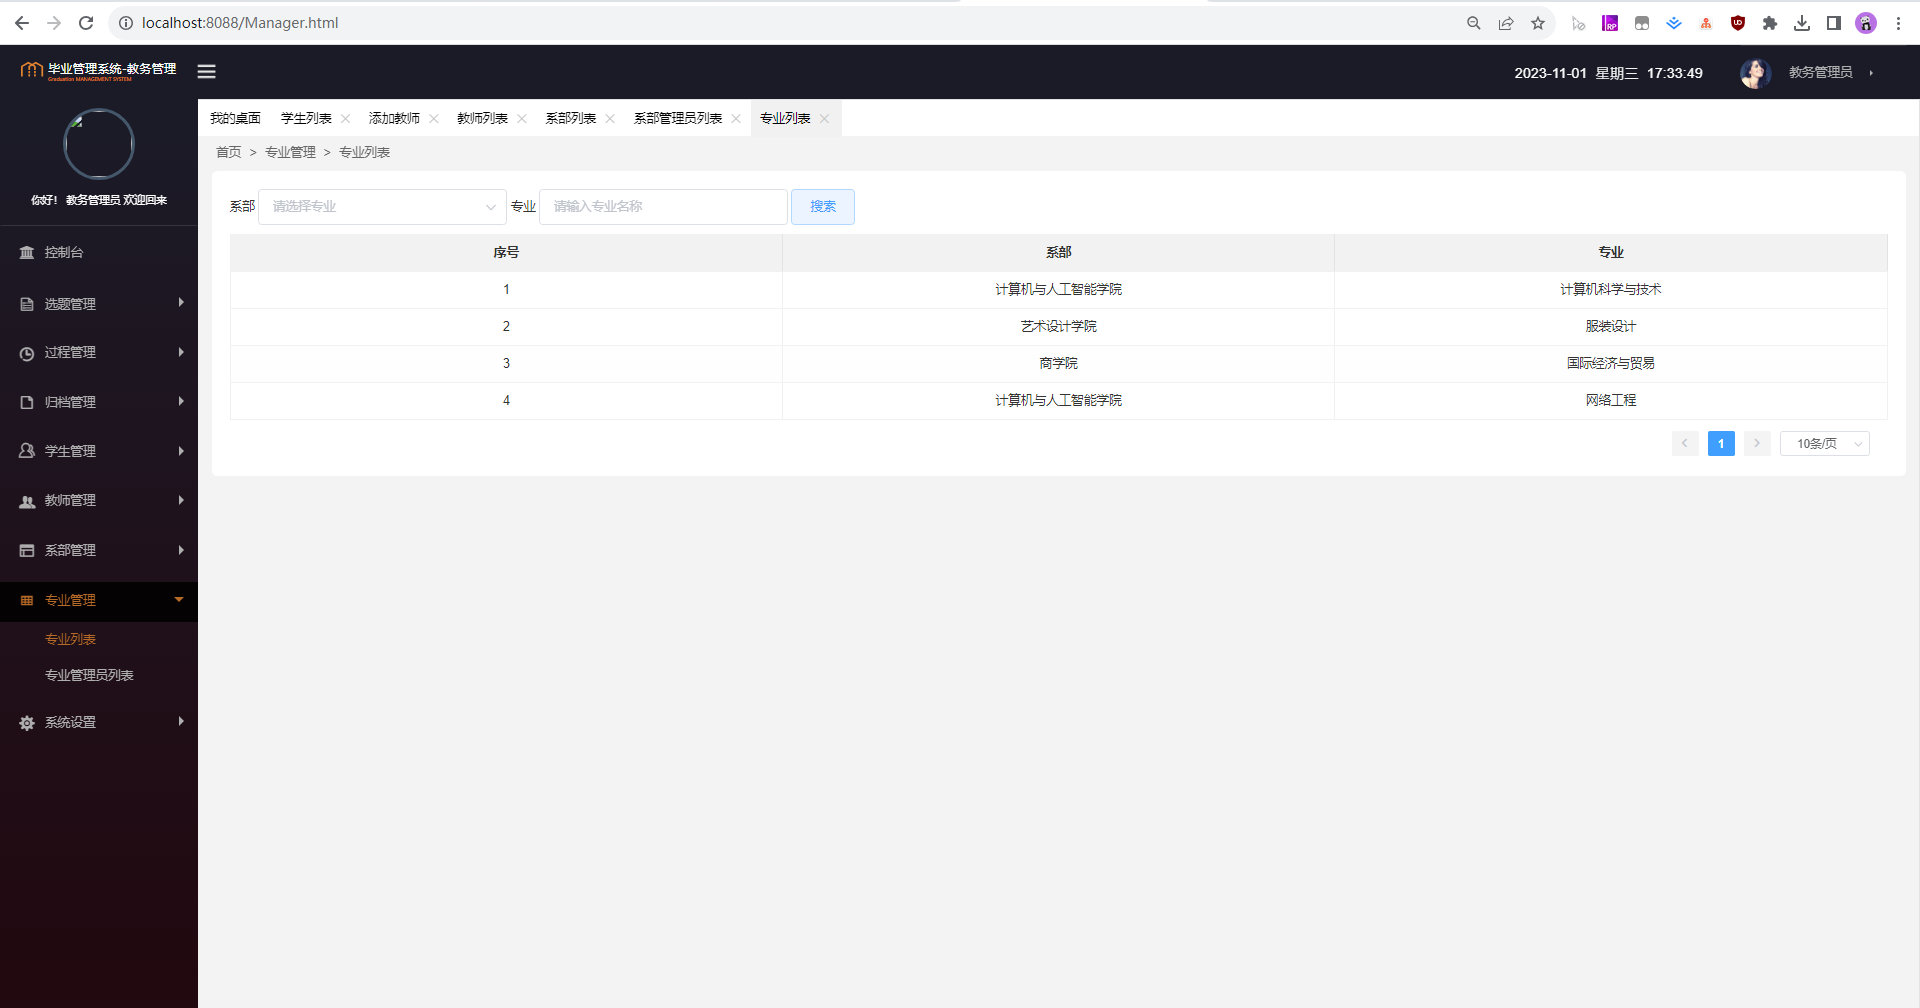 localhost:8088/Manager.html
毕业管理系统-教务管理
Graduation MANAGEMENT SYSTEM
2023-11-01 星期三 17:33:49
教务管理员
你好! 教务管理员 欢迎回来
控制台
选题管理
过程管理
归档管理
学生管理
教师管理
系部管理
专业管理
专业列表
专业管理员列表
系统设置
我的桌面 学生列表 添加教师 教师列表 系部列表 系部管理员列表 专业列表
首页 > 专业管理 > 专业列表
系部 请选择专业 专业 请输入专业名称 搜索
序号 系部 专业
1 计算机与人工智能学院 计算机科学与技术
2 艺术设计学院 服装设计
3 商学院 国际经济与贸易
4 计算机与人工智能学院 网络工程
1 10条/页